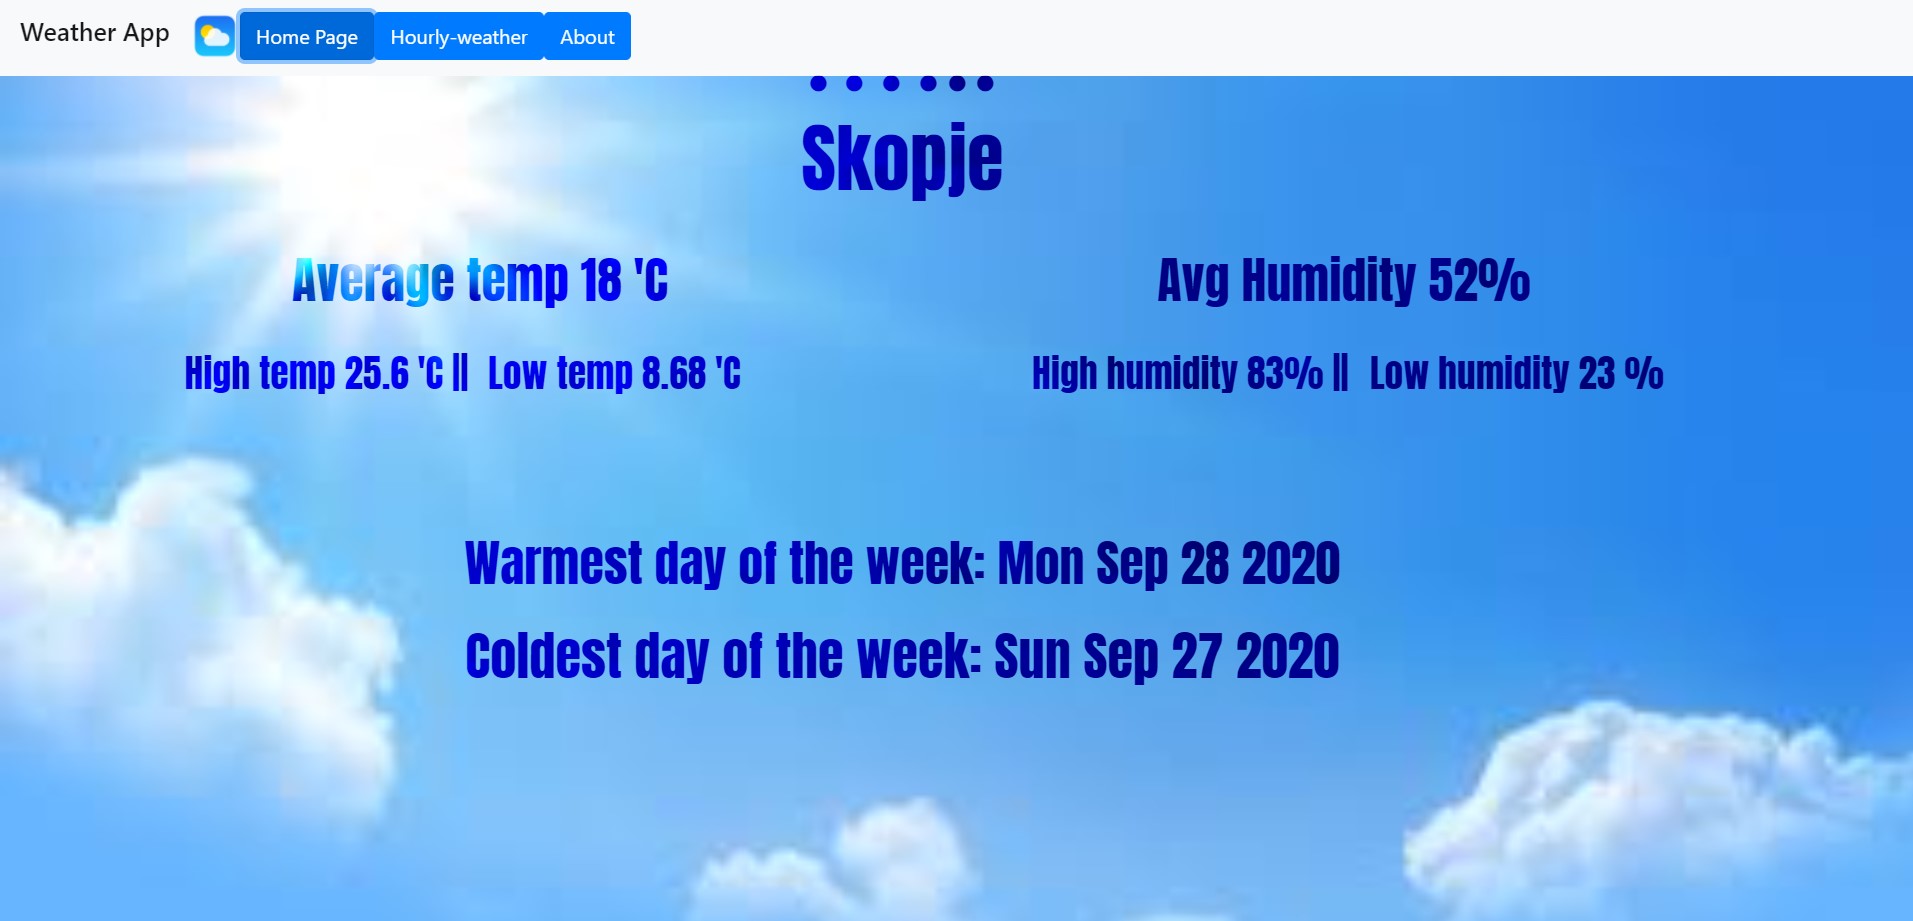 Weather App Home Page Hourly-weather About
Skopje
Average temp 18 'C
Avg Humidity 52%
High temp 25.6 'C || Low temp 8.68 'C
High humidity 83% || Low humidity 23 %
Warmest day of the week: Mon Sep 28 2020
Coldest day of the week: Sun Sep 27 2020